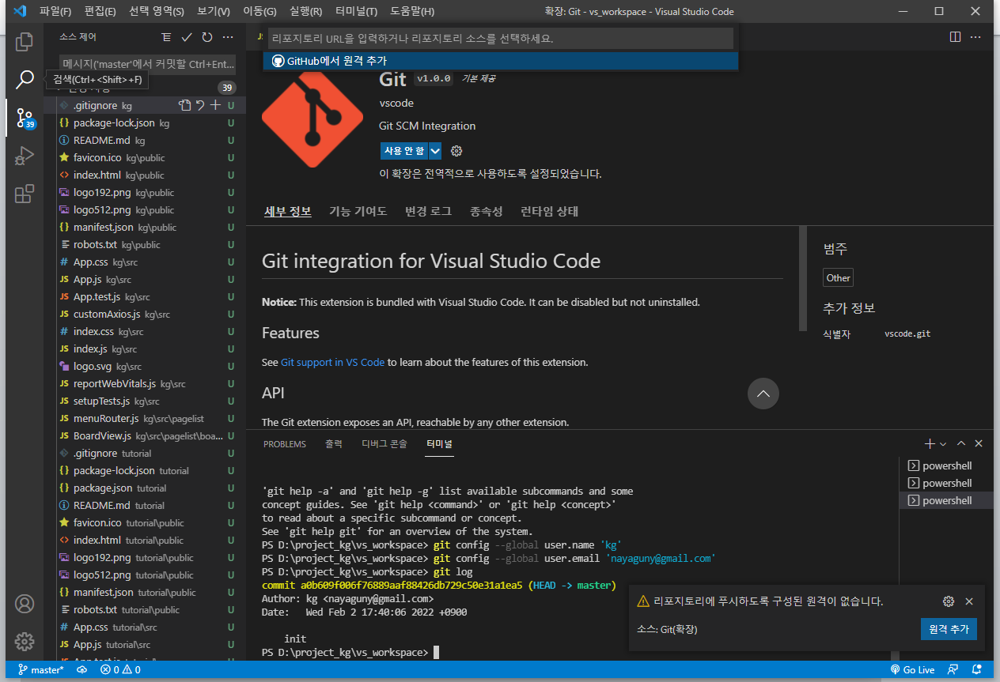 파일(F) 편집(E) 선택 영역(S) 보기(V) 이동(G) 실행(R) 터미널(T) 도움말(H) 확장: Git - vs_workspace - Visual Studio Code
소스 제어
리포지토리 URL을 입력하거나 리포지토리 소스를 선택하세요.
GitHub에서 원격 추가
메시지('master'에서 커밋할 Ctrl+Ent...
검색(Ctrl+<Shift>+F)
39
39
.gitignore kg U
package-lock.json kg U
README.md kg U
favicon.ico kg\public U
index.html kg\public U
logo192.png kg\public U
logo512.png kg\public U
manifest.json kg\public U
robots.txt kg\public U
App.css kg\src U
App.js kg\src U
App.test.js kg\src U
customAxios.js kg\src U
index.css kg\src U
index.js kg\src U
logo.svg kg\src U
reportWebVitals.js kg\src U
setupTests.js kg\src U
menuRouter.js kg\src\pagelist U
BoardView.js kg\src\pagelist\boa... U
.gitignore tutorial U
package-lock.json tutorial U
package.json tutorial U
README.md tutorial U
favicon.ico tutorial\public U
index.html tutorial\public U
logo192.png tutorial\public U
logo512.png tutorial\public U
manifest.json tutorial\public U
robots.txt tutorial\public U
App.css tutorial\src U
App.js tutorial\src U
Git v1.0.0 기본 제공
vscode
Git SCM Integration
사용 안 함
이 확장은 전역적으로 사용하도록 설정되었습니다.
세부 정보 기능 기여도 변경 로그 종속성 런타임 상태
Git integration for Visual Studio Code
Notice: This extension is bundled with Visual Studio Code. It can be disabled but not uninstalled.
Features
See Git support in VS Code to learn about the features of this extension.
API
The Git extension exposes an API, reachable by any other extension.
범주
Other
추가 정보
식별자 vscode.git
PROBLEMS 출력 디버그 콘솔 터미널
'git help -a' and 'git help -g' list available subcommands and some
concept guides. See 'git help <command>' or 'git help <concept>'
to read about a specific subcommand or concept.
See 'git help git' for an overview of the system.
PS D:\project_kg\vs_workspace> git config --global user.name 'kg'
PS D:\project_kg\vs_workspace> git config --global user.email 'nayaguny@gmail.com'
PS D:\project_kg\vs_workspace> git log
commit a0b609f006f76889aaf88426db729c50e31a1ea5 (HEAD -> master)
Author: kg <nayaguny@gmail.com>
Date: Wed Feb 2 17:40:06 2022 +0900
init
PS D:\project_kg\vs_workspace>
powershell
powershell
powershell
리포지토리에 푸시하도록 구성된 원격이 없습니다.
소스: Git(확장)
원격 추가
master* 0 0 Go Live